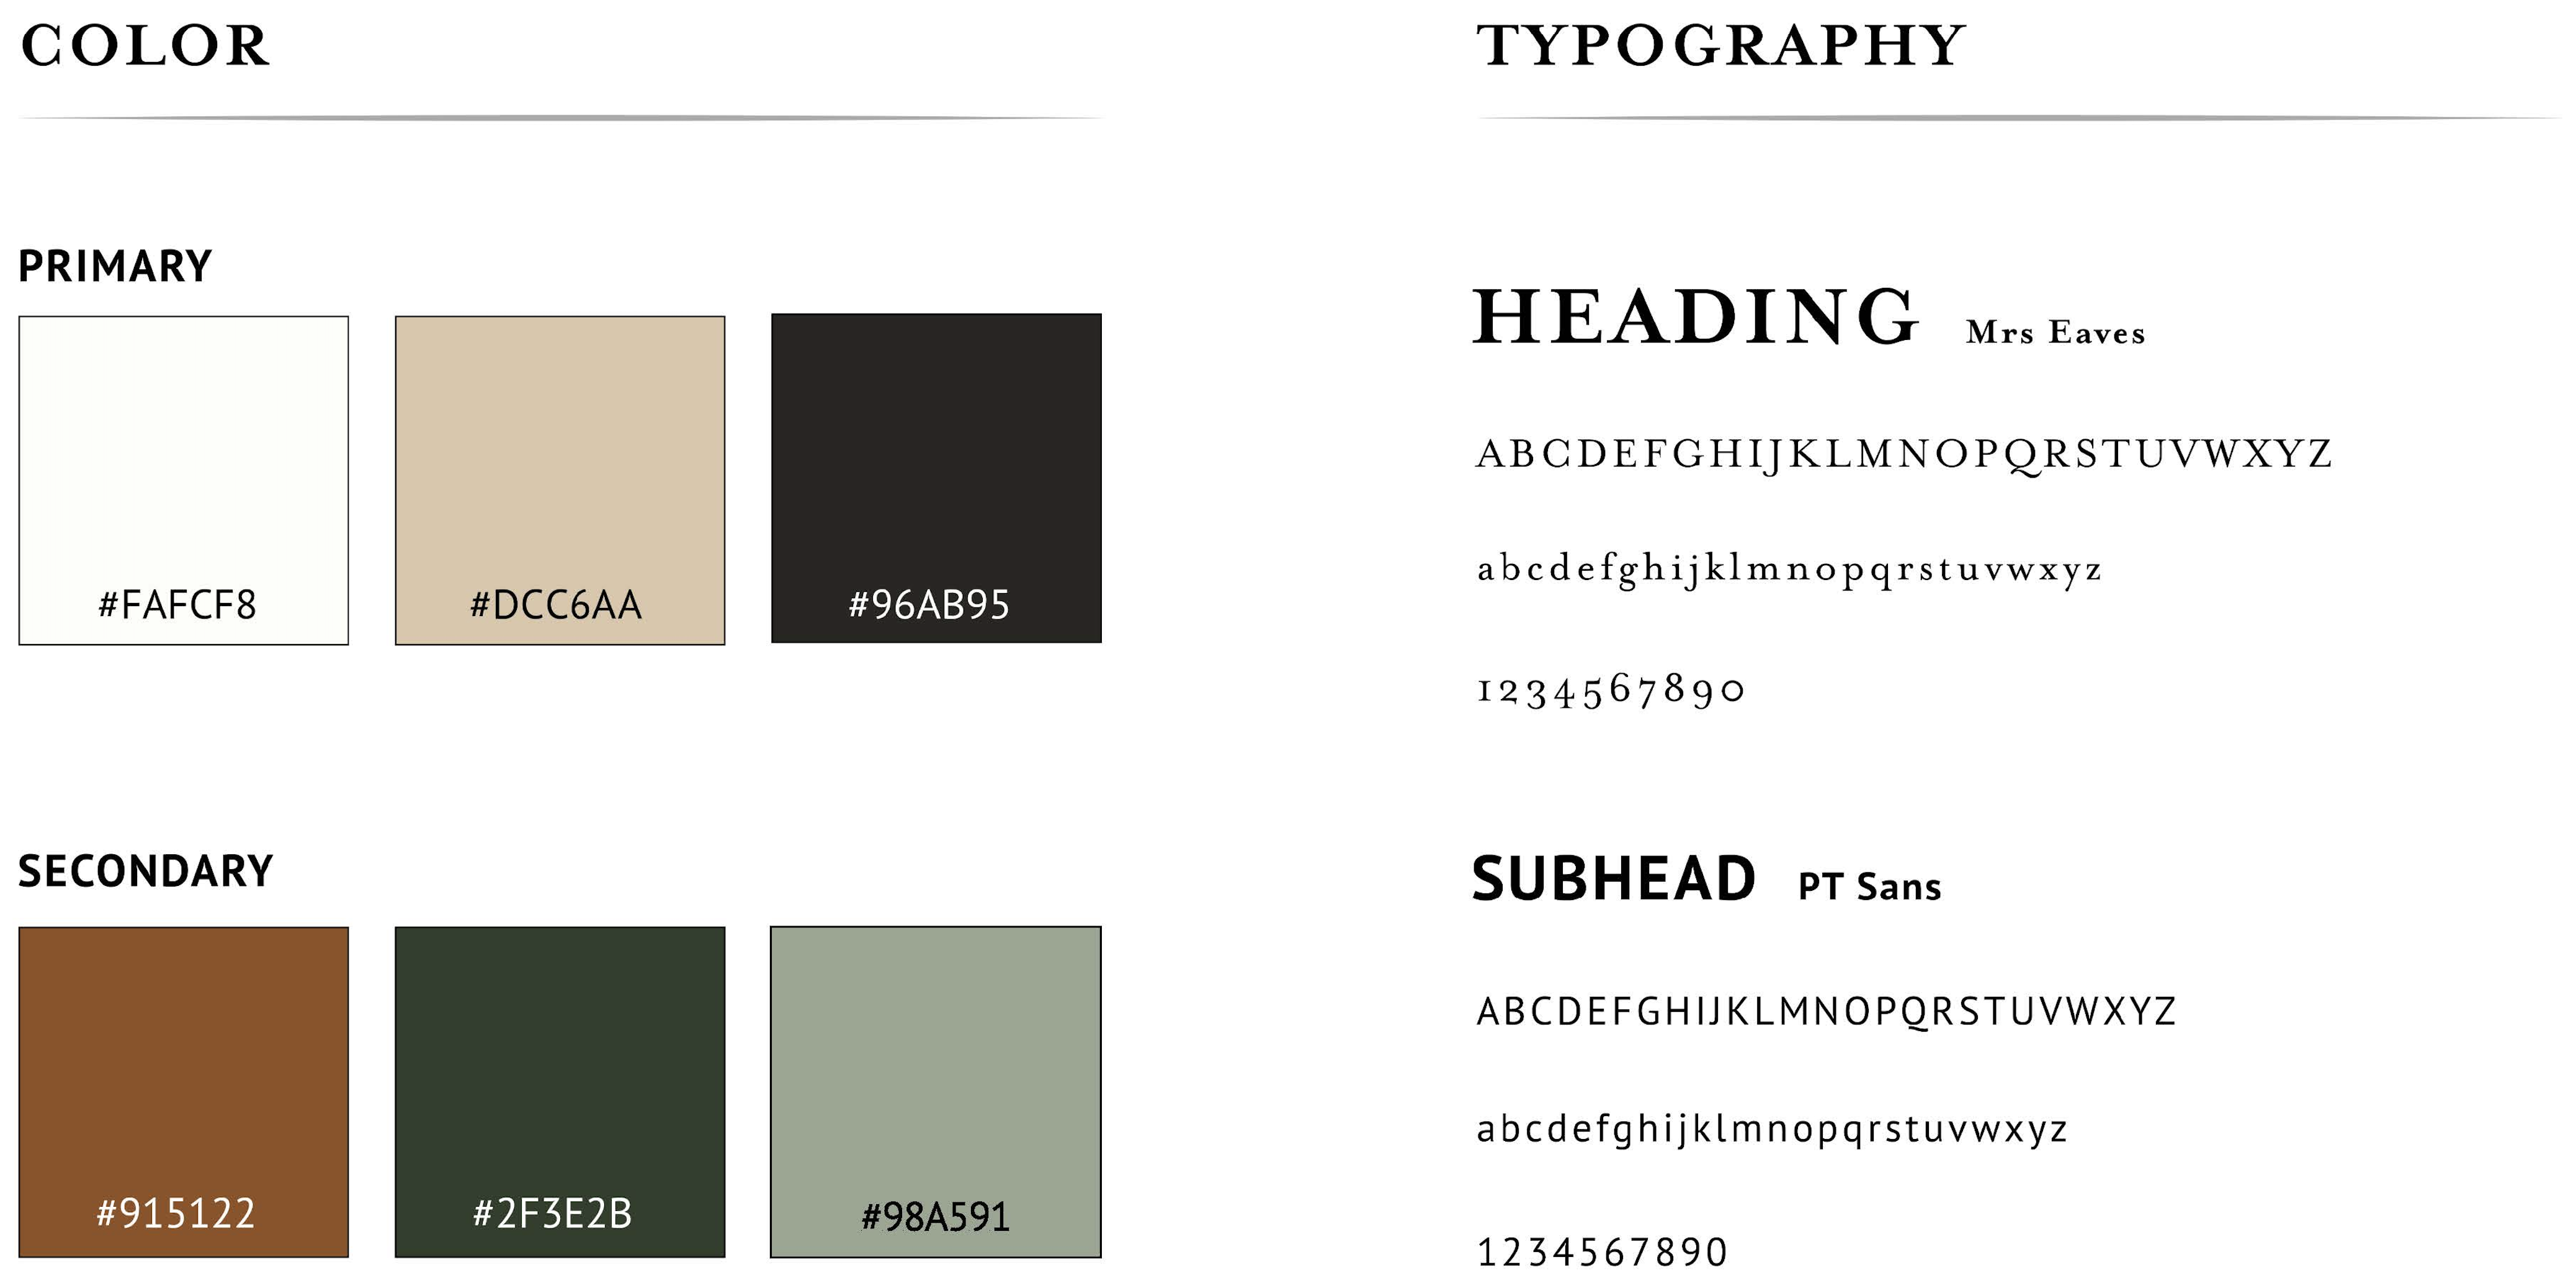 COLOR
PRIMARY
#FAFCF8
#DCC6AA
#96AB95
SECONDARY
#915122
#2F3E2B
#98A591
TYPOGRAPHY
HEADING Mrs Eaves
ABCDEFGHIJKLMNOPQRSTUVWXYZ
abcdefghijklmnopqrstuvwxyz
1234567890
SUBHEAD PT Sans
ABCDEFGHIJKLMNOPQRSTUVWXYZ
abcdefghijklmnopqrstuvwxyz
1234567890